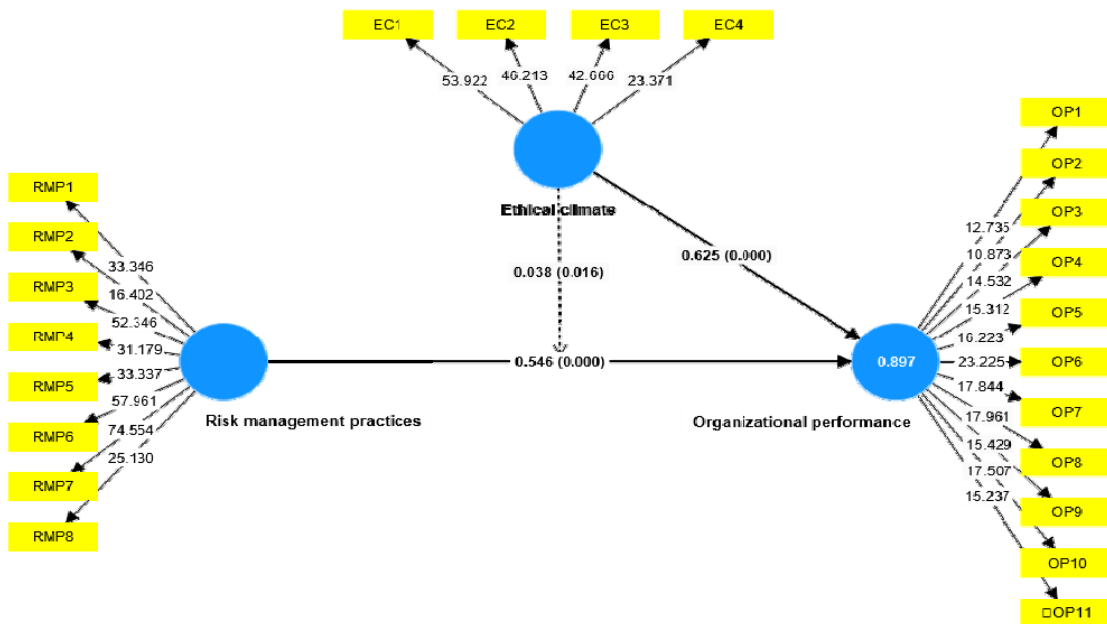 EC1
EC2
EC3
EC4
53.922
46.213
42.666
23.371
Ethical climate
0.038 (0.016)
0.625 (0.000)
RMP1
RMP2
RMP3
RMP4
RMP5
RMP6
RMP7
RMP8
33.346
16.402
52.346
31.179
33.337
57.961
74.554
25.130
Risk management practices
0.546 (0.000)
0.897
Organizational performance
12.735
10.873
14.532
15.312
16.223
23.225
17.844
17.961
15.429
17.507
15.237
OP1
OP2
OP3
OP4
OP5
OP6
OP7
OP8
OP9
OP10
□OP11